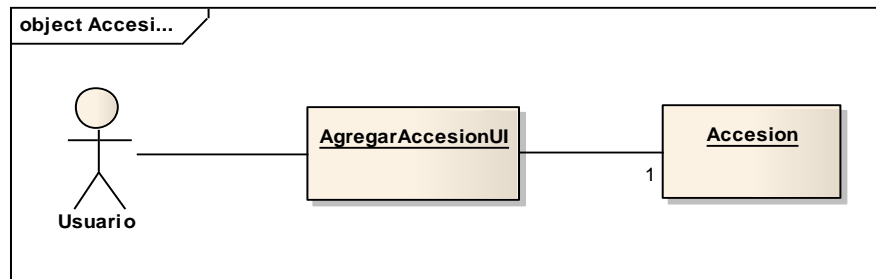 object Accesi...
AgregarAccesionUI
Accesion
1
Usuario